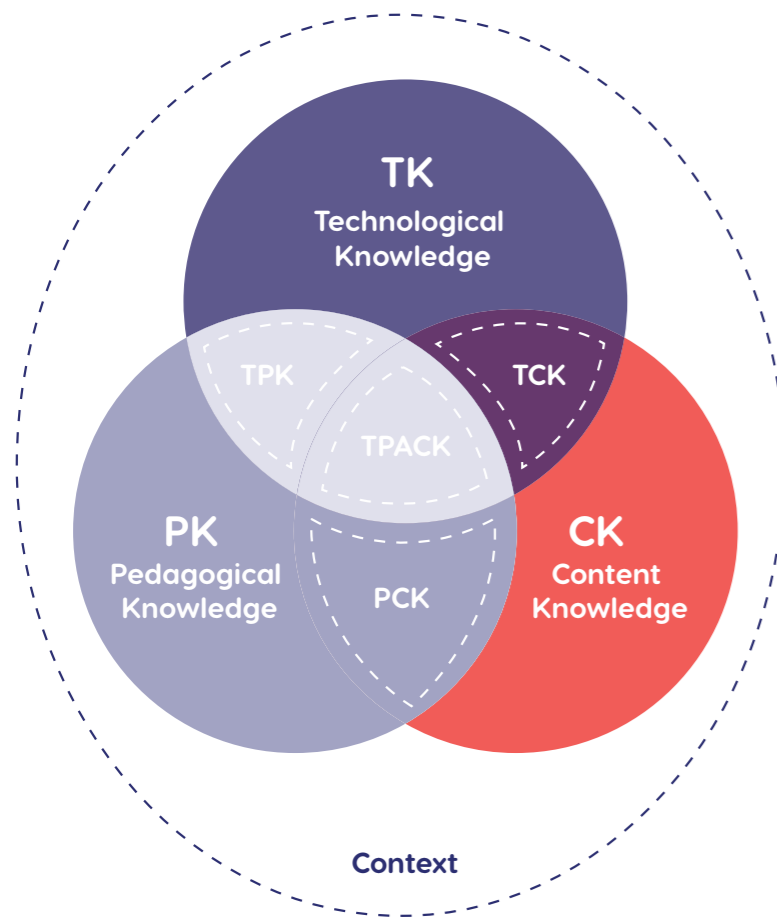 TK
Technological
Knowledge
TPK
TCK
TPACK
PK
Pedagogical
Knowledge
CK
Content
Knowledge
PCK
Context